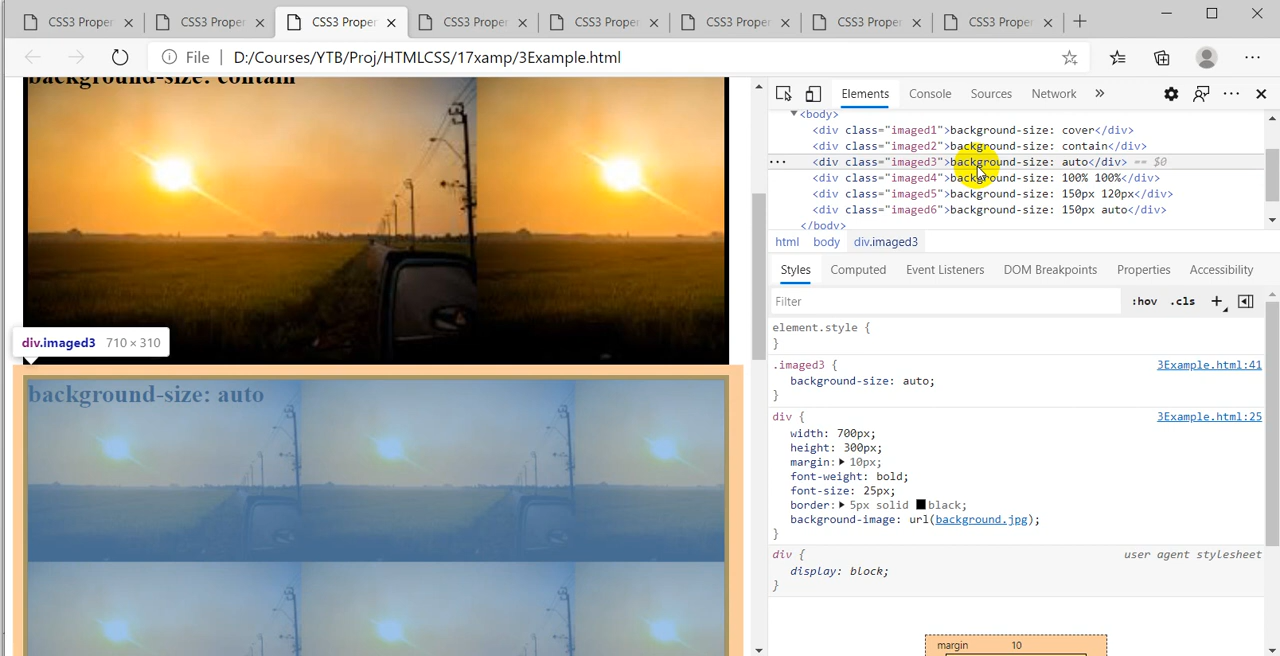 CSS3 Proper CSS3 Proper CSS3 Proper CSS3 Proper CSS3 Proper CSS3 Proper CSS3 Proper CSS3 Proper
File D:/Courses/YTB/Proj/HTMLCSS/17xamp/3Example.html
background-size: contain
div.imaged3 710 × 310
background-size: auto
Elements Console Sources Network
<body>
<div class="imaged1">background-size: cover</div>
<div class="imaged2">background-size: contain</div>
<div class="imaged3">background-size: auto</div> == $0
<div class="imaged4">background-size: 100% 100%</div>
<div class="imaged5">background-size: 150px 120px</div>
<div class="imaged6">background-size: 150px auto</div>
</body>
html body div.imaged3
Styles Computed Event Listeners DOM Breakpoints Properties Accessibility
Filter :hov .cls
element.style {
}
.imaged3 { 3Example.html:41
background-size: auto;
}
div { 3Example.html:25
width: 700px;
height: 300px;
margin: 10px;
font-weight: bold;
font-size: 25px;
border: 5px solid black;
background-image: url(background.jpg);
}
div { user agent stylesheet
display: block;
}
margin 10